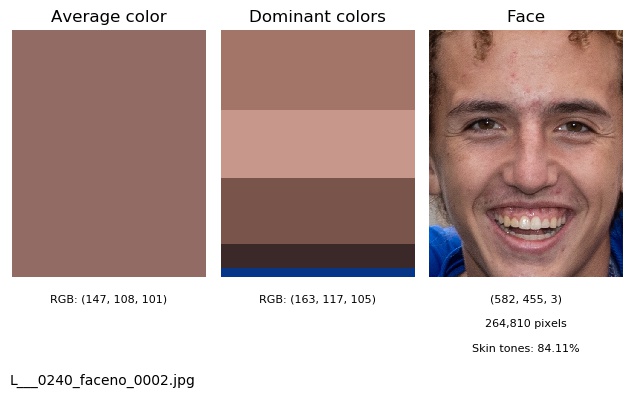 Average color
Dominant colors
Face
RGB: (147, 108, 101)
RGB: (163, 117, 105)
(582, 455, 3)
264,810 pixels
Skin tones: 84.11%
L___0240_faceno_0002.jpg